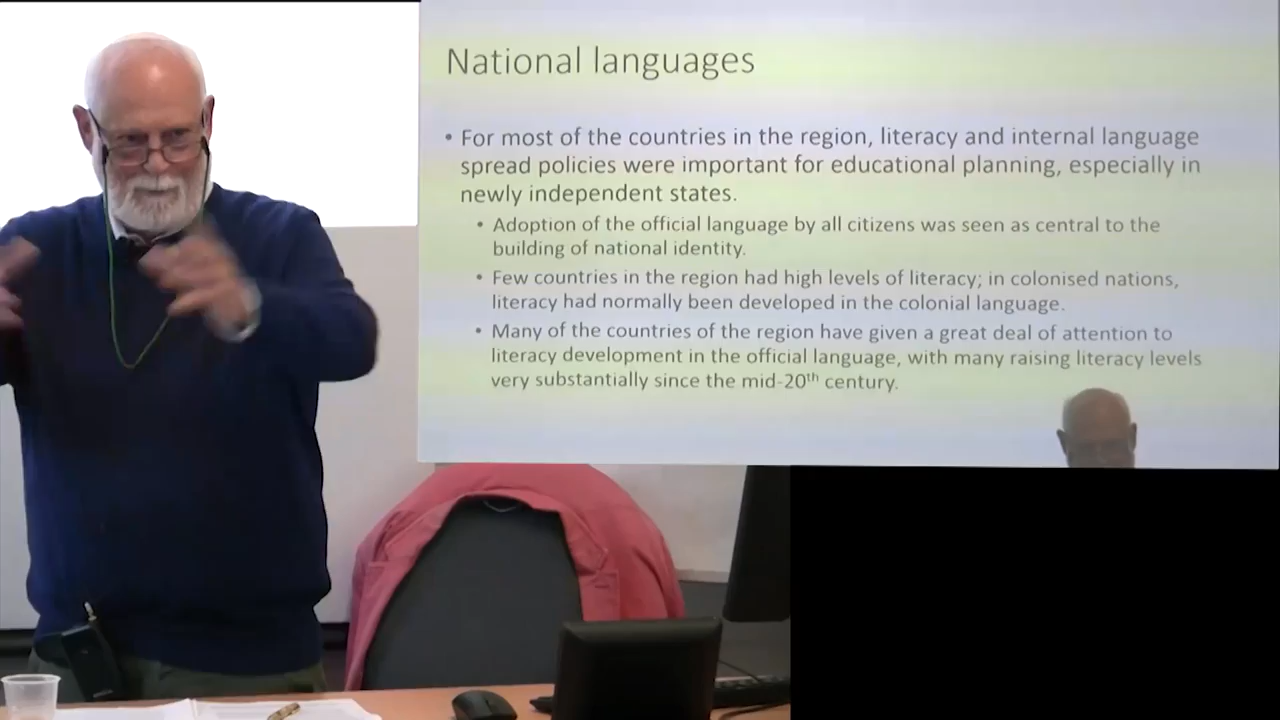 National languages
• For most of the countries in the region, literacy and internal language
spread policies were important for educational planning, especially in
newly independent states.
• Adoption of the official language by all citizens was seen as central to the
building of national identity.
• Few countries in the region had high levels of literacy; in colonised nations,
literacy had normally been developed in the colonial language.
• Many of the countries of the region have given a great deal of attention to
literacy development in the official language, with many raising literacy levels
very substantially since the mid-20th century.